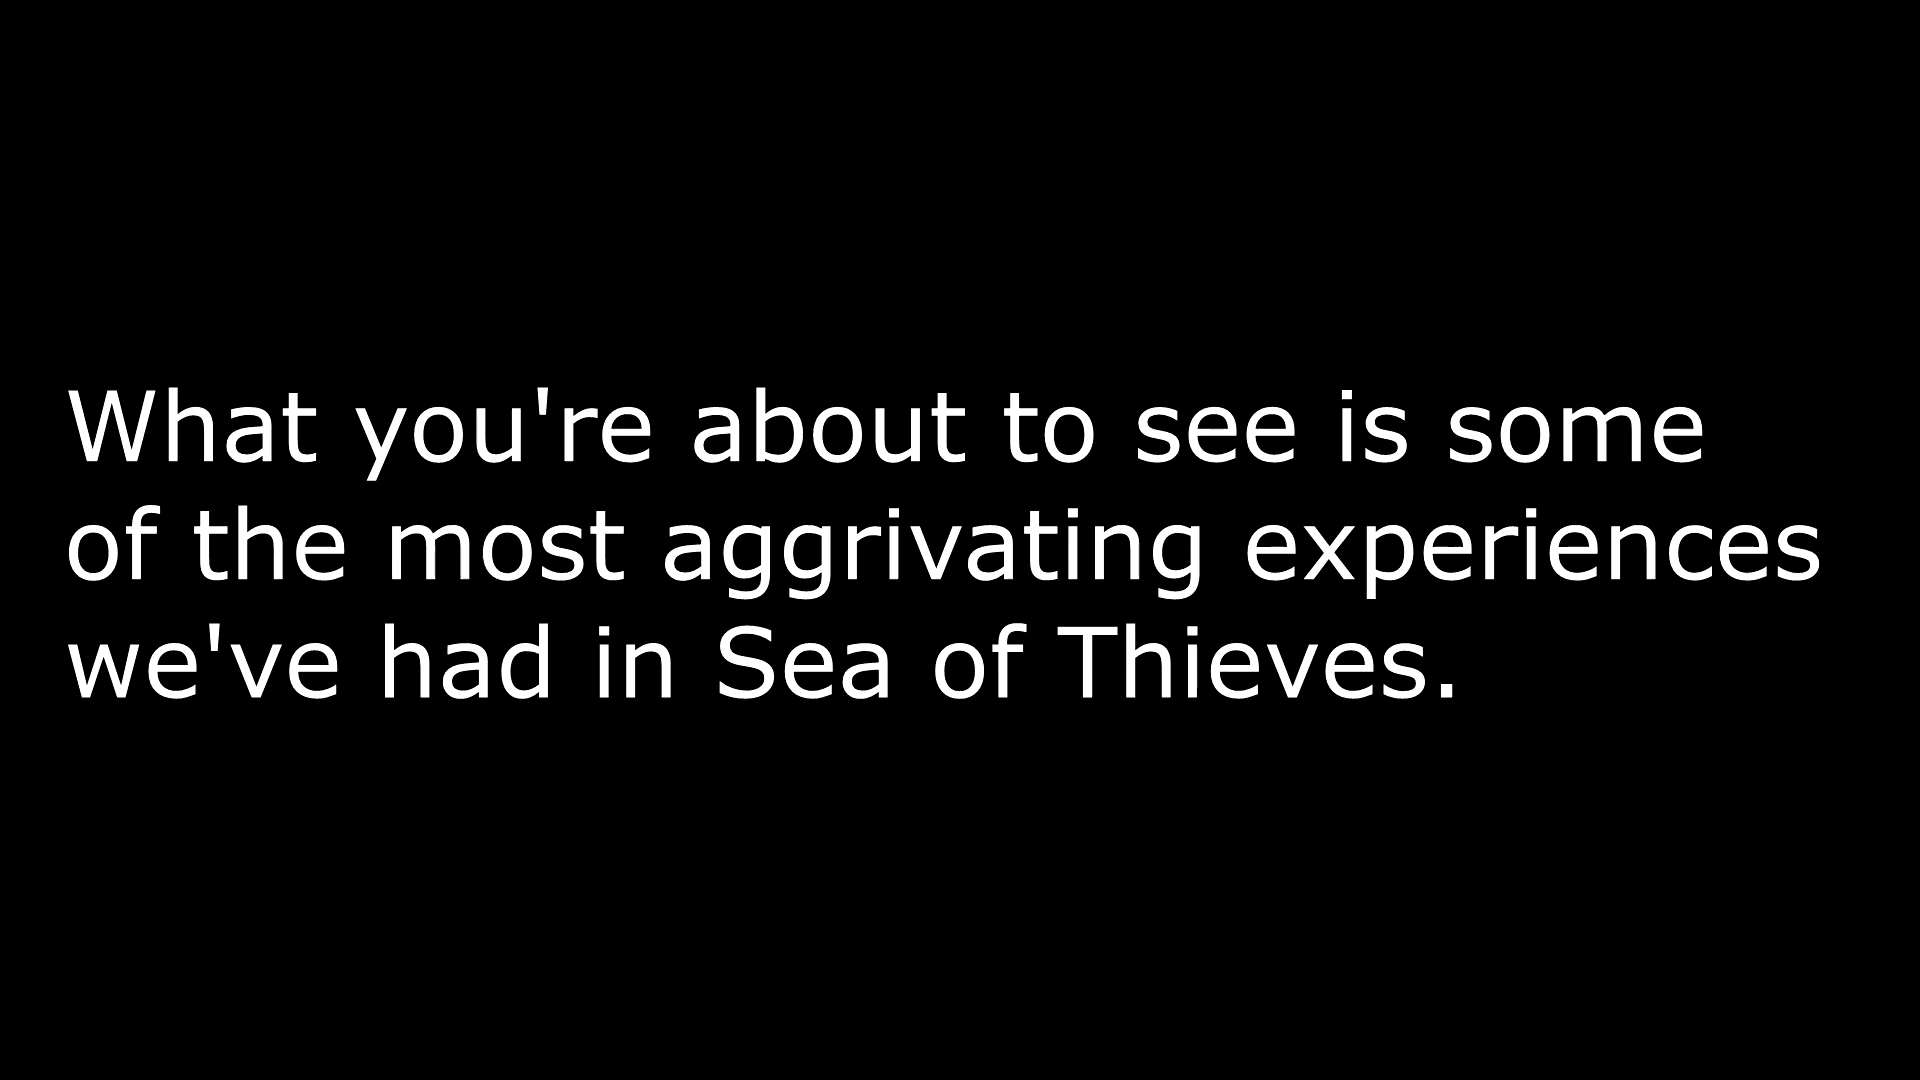 What you're about to see is some
of the most aggrivating experiences
we've had in Sea of Thieves.